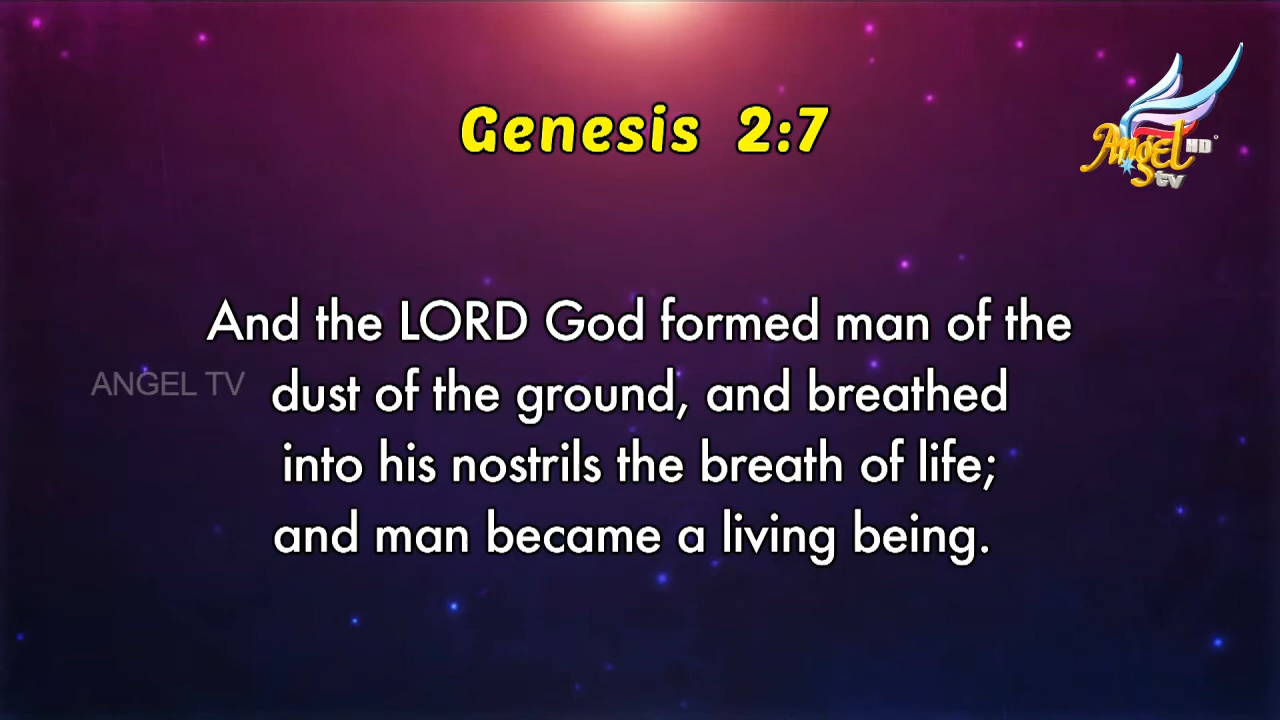 Genesis 2:7
Angel HD
tv
And the LORD God formed man of the
ANGEL TV
dust of the ground, and breathed
into his nostrils the breath of life;
and man became a living being.